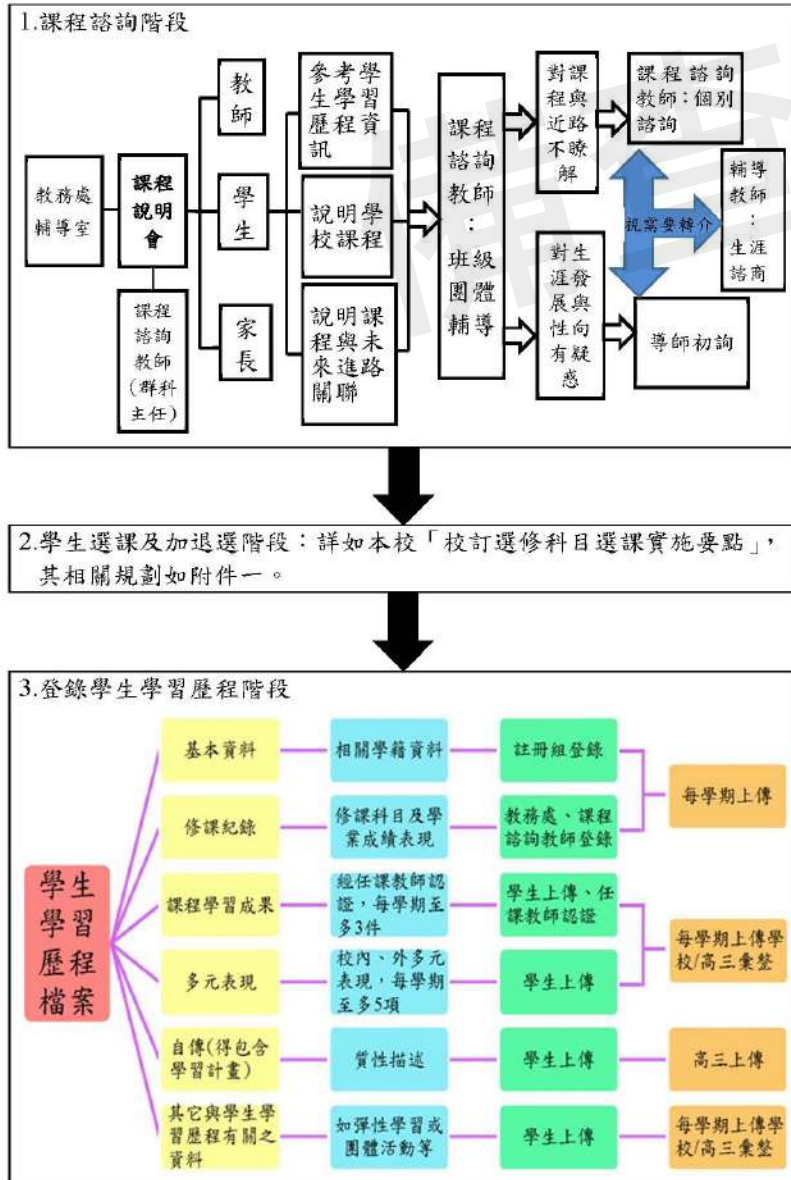 1.課程諮詢階段
教務處
輔導室
課程
說明
會
課程
諮詢
教師
(群科
主任)
教
師
學
生
家
長
參考學
生學習
歷程資
訊
說明學
校課程
說明課
程與未
來進路
關聯
課程
諮詢
教師
:
班級
團體
輔導
對課
程與
近路
不瞭
解
對生
涯發
展與
性向
有疑
惑
課程諮詢
教師:個別
諮詢
視需要轉介
導師初詢
輔導
教師
:
生涯
諮商
備查
2.學生選課及加退選階段:詳如本校「校訂選修科目選課實施要點」,
其相關規劃如附件一。
3.登錄學生學習歷程階段
學生
學習
歷程
檔案
基本資料
相關學籍資料
註冊組登錄
每學期上傳
修課紀錄
修課科目及學
業成績表現
教務處、課程
諮詢教師登錄
課程學習成果
經任課教師認
證,每學期至
多3件
學生上傳、任
課教師認證
每學期上傳學
校/高三彙整
多元表現
校內、外多元
表現,每學期
至多5項
學生上傳
自傳(得包含
學習計畫)
質性描述
學生上傳
高三上傳
其它與學生學
習歷程有關之
資料
如彈性學習或
團體活動等
學生上傳
每學期上傳學
校/高三彙整